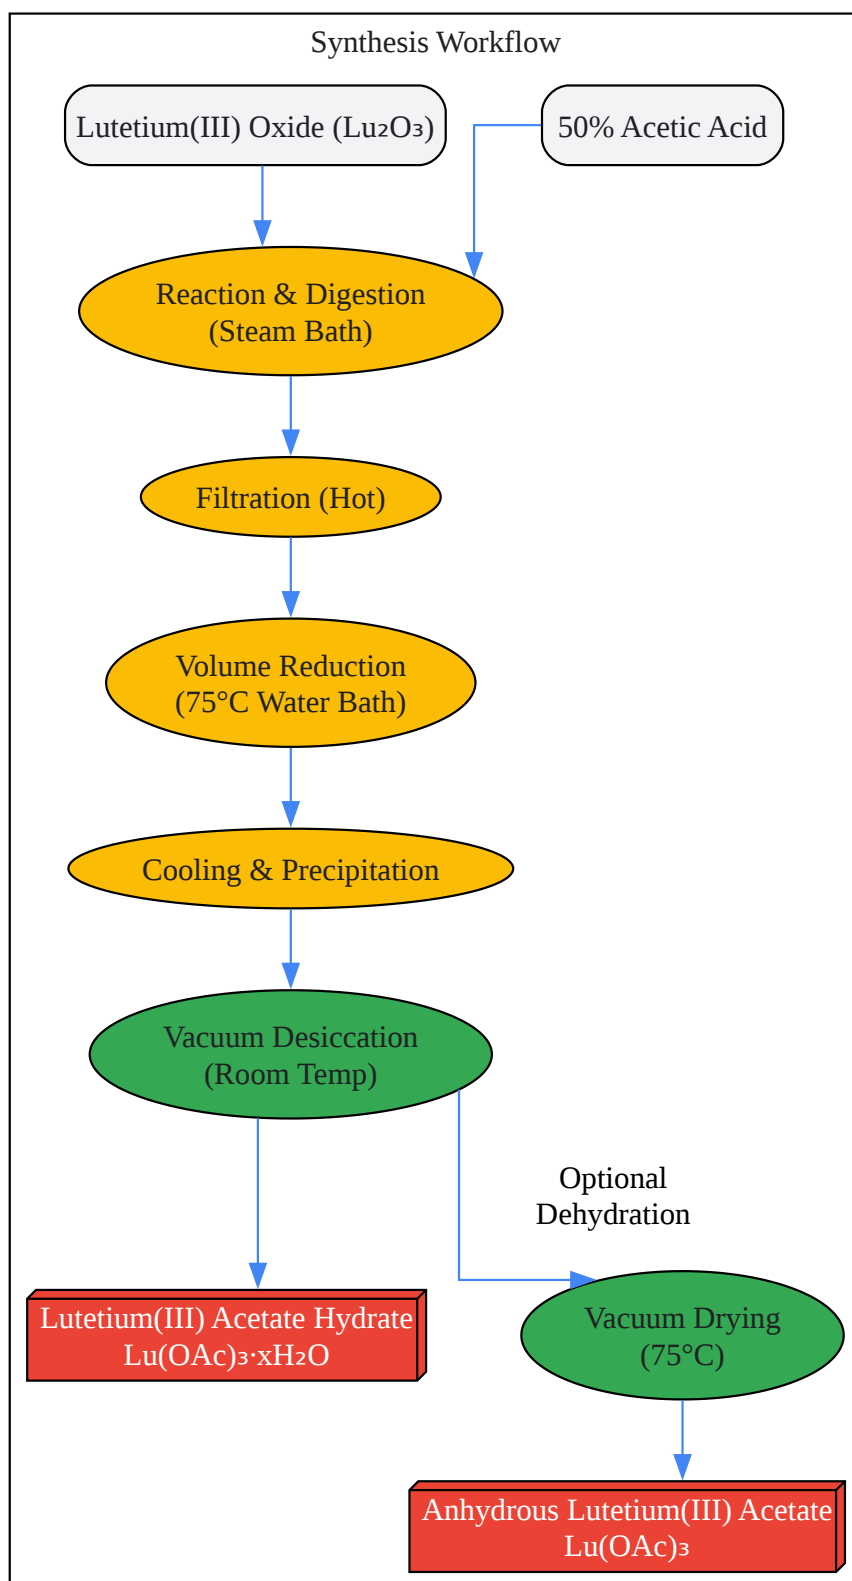 Synthesis Workflow
Lutetium(III) Oxide (Lu₂O₃)
50% Acetic Acid
Reaction & Digestion
(Steam Bath)
Filtration (Hot)
Volume Reduction
(75°C Water Bath)
Cooling & Precipitation
Vacuum Desiccation
(Room Temp)
Optional
Dehydration
Lutetium(III) Acetate Hydrate
Lu(OAc)₃·xH₂O
Vacuum Drying
(75°C)
Anhydrous Lutetium(III) Acetate
Lu(OAc)₃